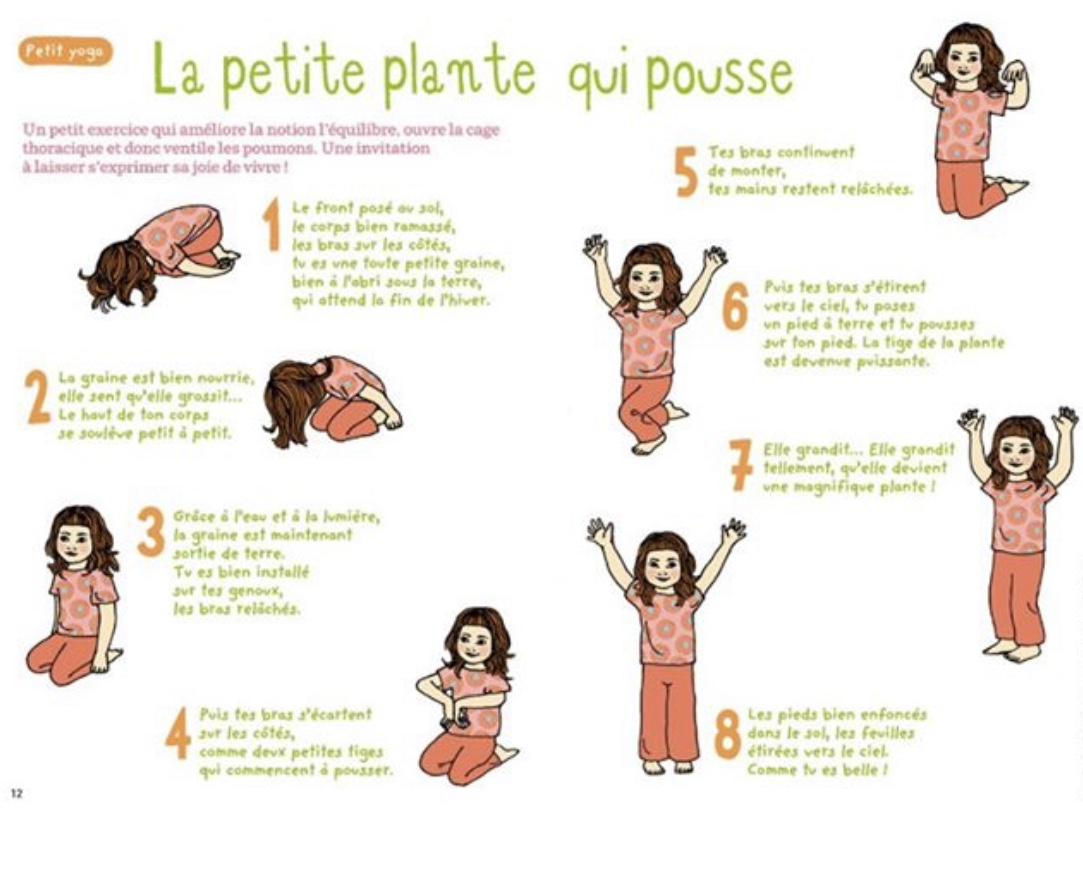 Petit yoga
La petite plante qui pousse
Un petit exercice qui améliore la notion l'équilibre, ouvre la cage
thoracique et donc ventile les poumons. Une invitation
à laisser s'exprimer sa joie de vivre !
1
Le front posé au sol,
le corps bien ramassé,
les bras sur les côtés,
tu es une toute petite graine,
bien à l'abri sous la terre,
qui attend la fin de l'hiver.
2
La graine est bien nourrie,
elle sent qu'elle grossit...
Le haut de ton corps
se soulève petit à petit.
3
Grâce à l'eau et à la lumière,
la graine est maintenant
sortie de terre.
Tu es bien installé
sur tes genoux,
les bras relâchés.
4
Puis tes bras s'écartent
sur les côtés,
comme deux petites tiges
qui commencent à pousser.
5
Tes bras continuent
de monter,
tes mains restent relâchées.
6
Puis tes bras s'étirent
vers le ciel, tu poses
un pied à terre et tu pousses
sur ton pied. La tige de la plante
est devenue puissante.
7
Elle grandit... Elle grandit
tellement, qu'elle devient
une magnifique plante !
8
Les pieds bien enfoncés
dans le sol, les feuilles
étirées vers le ciel.
Comme tu es belle !
12